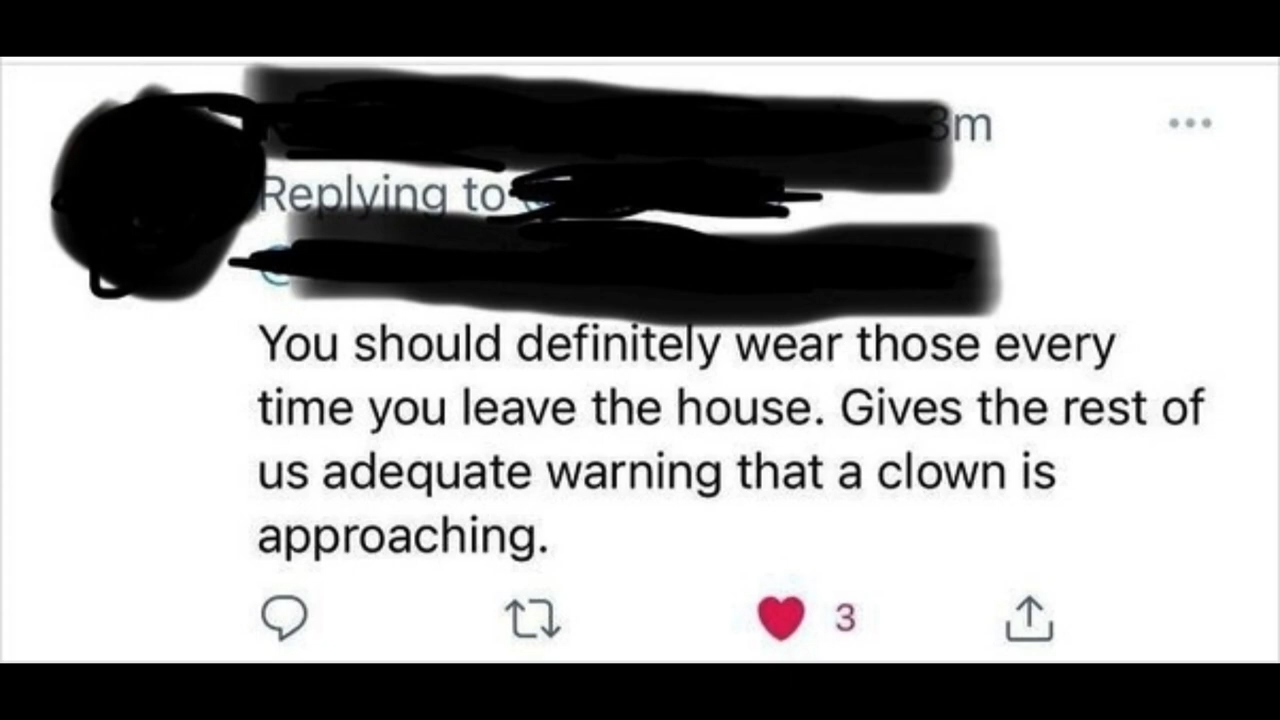 3m
Replying to
You should definitely wear those every
time you leave the house. Gives the rest of
us adequate warning that a clown is
approaching.
3